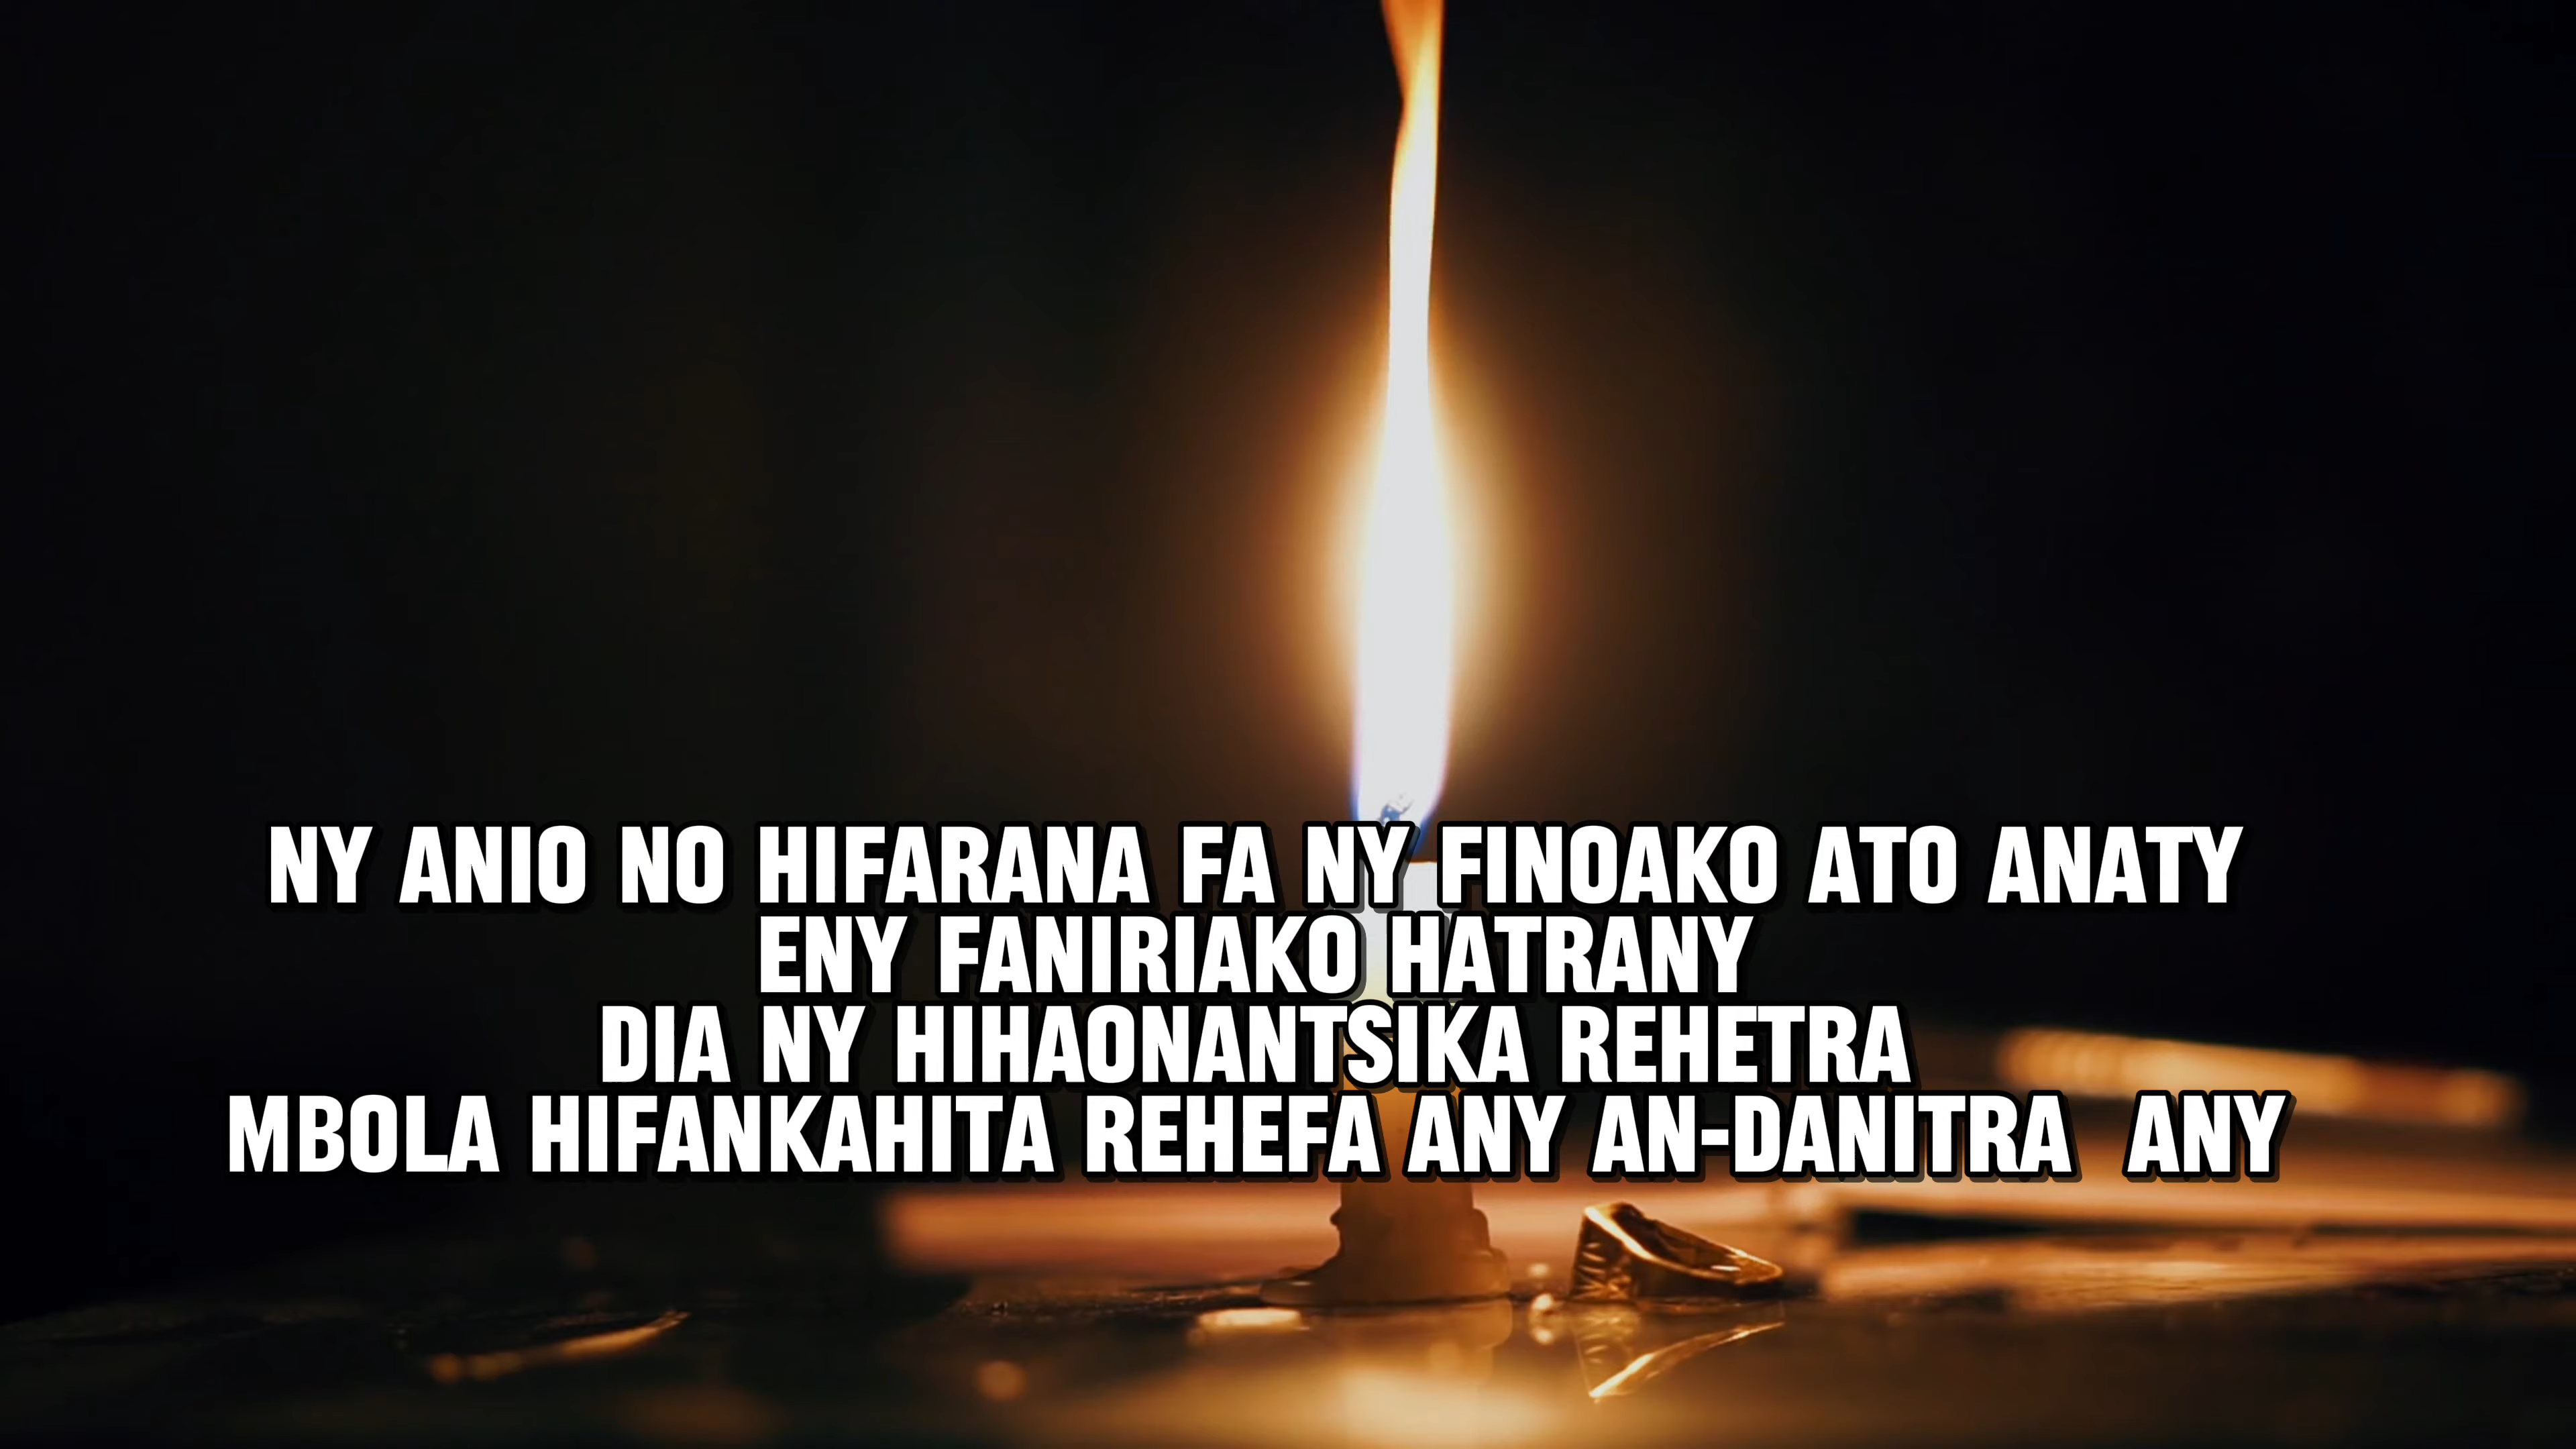 NY ANIO NO HIFARANA FA NY FINOAKO ATO ANATY
ENY FANIRIAKO HATRANY
DIA NY HIHAONANTSIKA REHETRA
MBOLA HIFANKAHITA REHEFA ANY AN-DANITRA ANY